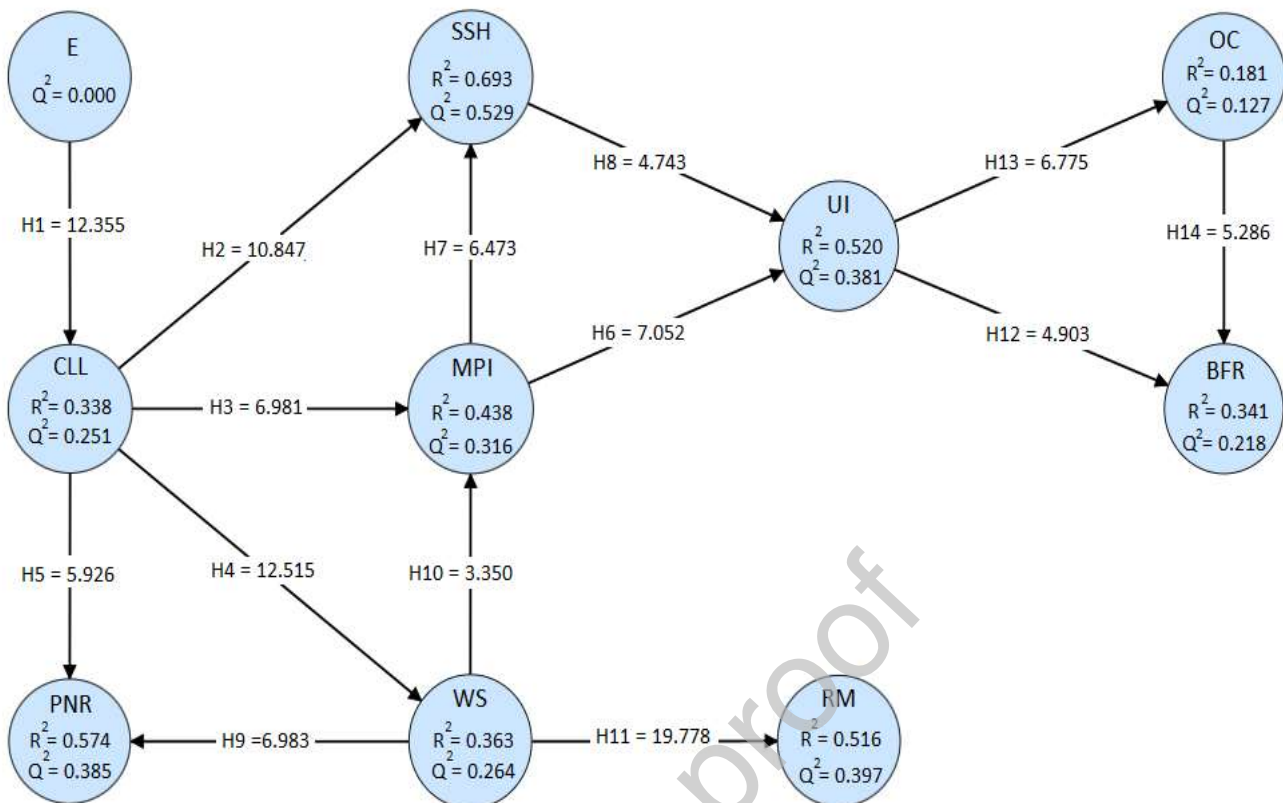 E
Q² = 0.000
SSH
R² = 0.693
Q² = 0.529
OC
R² = 0.181
Q² = 0.127
H8 = 4.743
H13 = 6.775
H1 = 12.355
H2 = 10.847
H7 = 6.473
UI
R² = 0.520
Q² = 0.381
H14 = 5.286
H6 = 7.052
H12 = 4.903
CLL
R² = 0.338
Q² = 0.251
H3 = 6.981
MPI
R² = 0.438
Q² = 0.316
BFR
R² = 0.341
Q² = 0.218
H5 = 5.926
H4 = 12.515
H10 = 3.350
PNR
R² = 0.574
Q² = 0.385
H9 =6.983
WS
R² = 0.363
Q² = 0.264
H11 = 19.778
RM
R² = 0.516
Q² = 0.397
proof